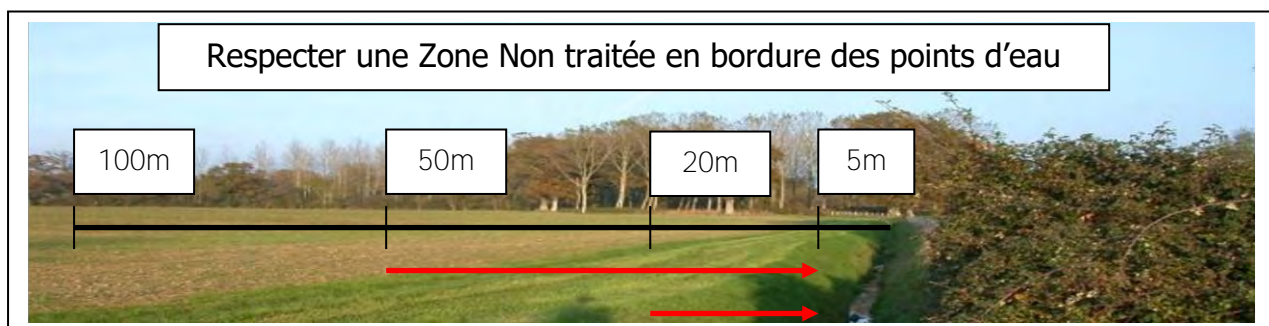 Respecter une Zone Non traitée en bordure des points d'eau
100m
50m
20m
5m